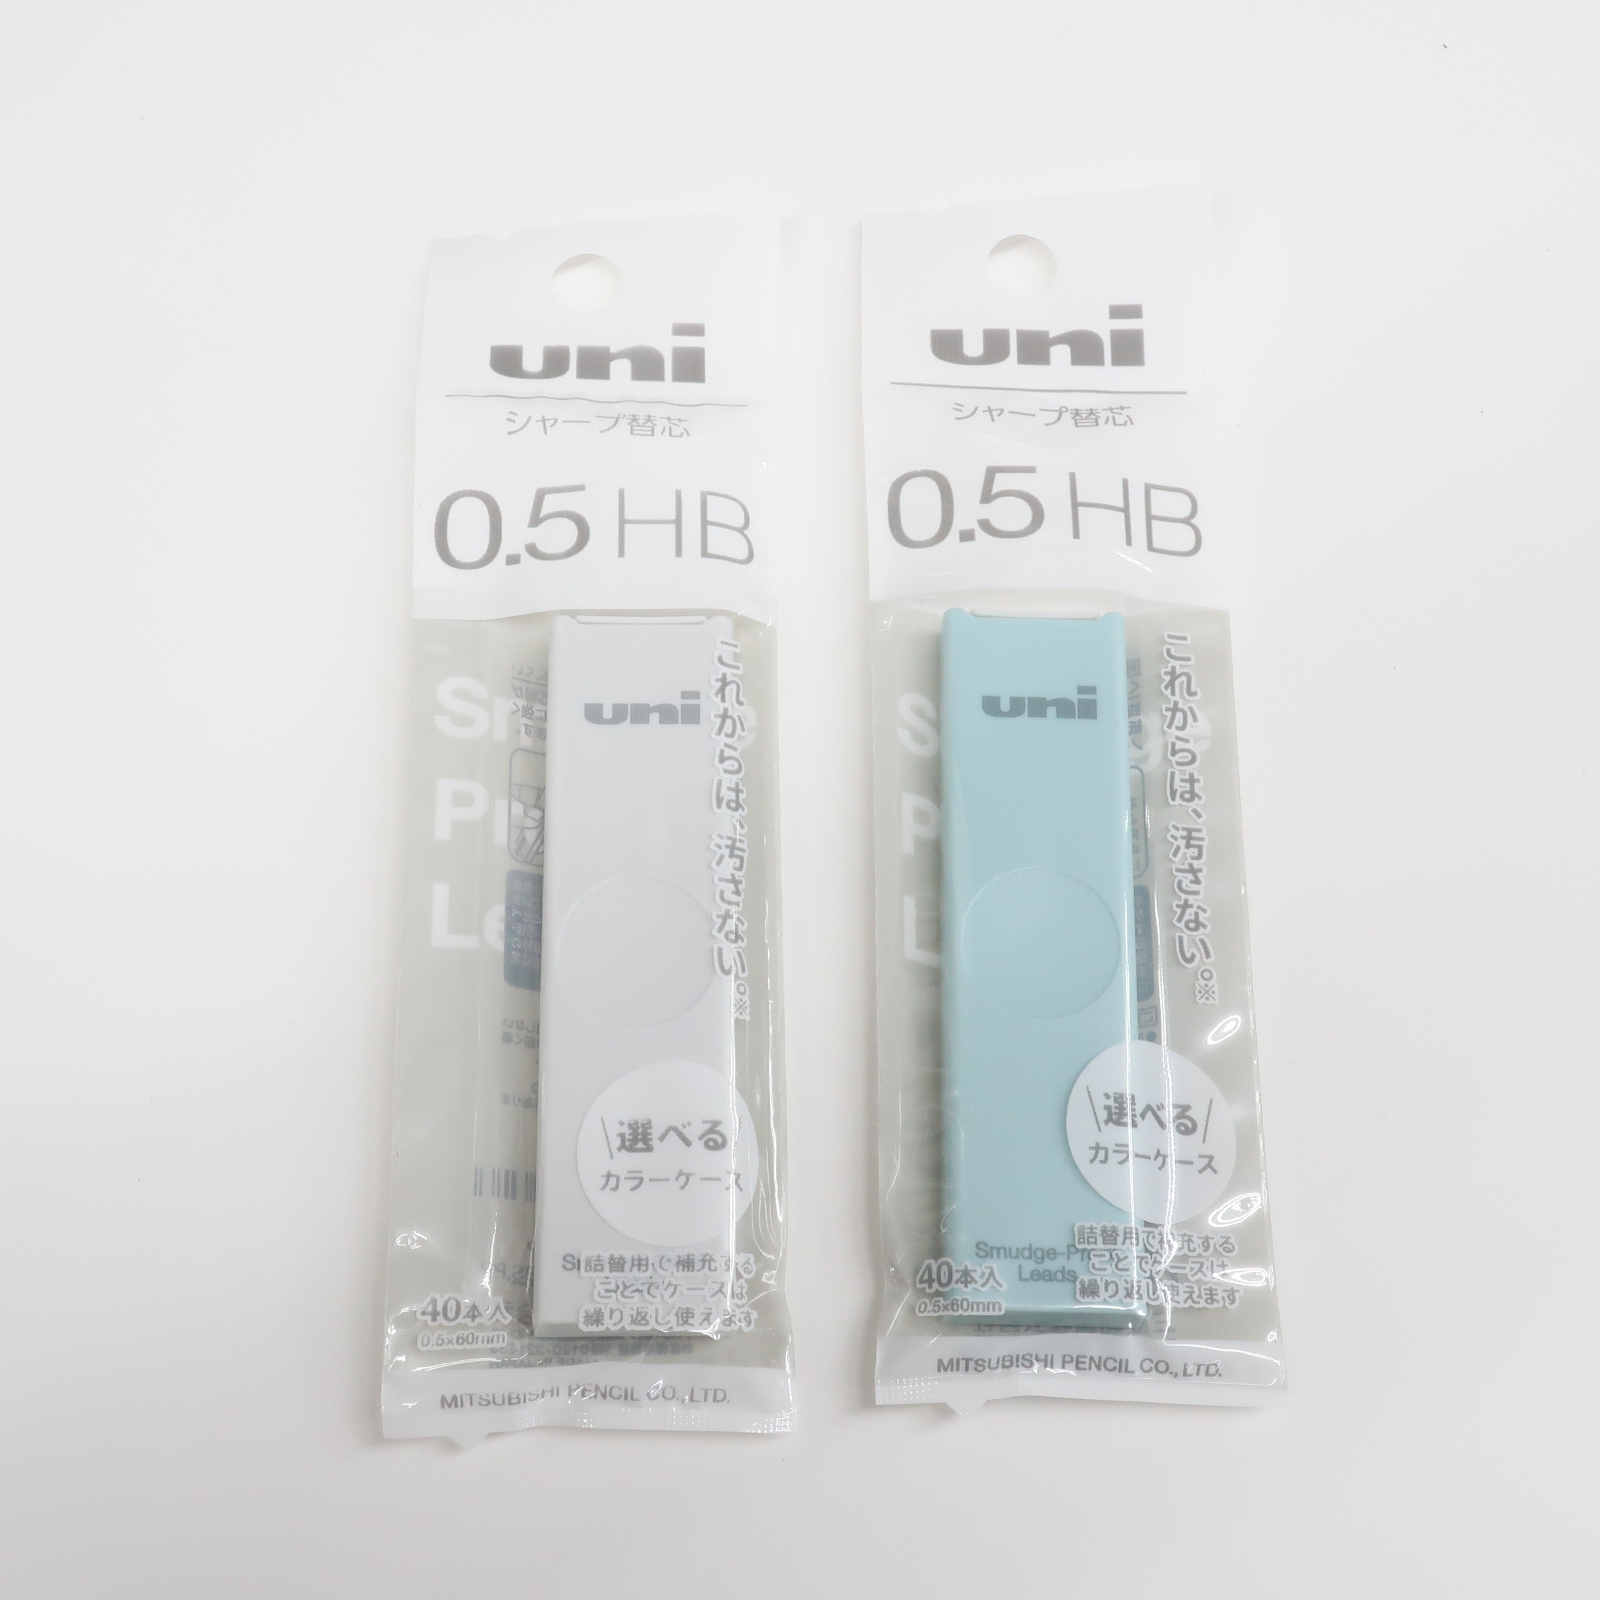 uni
シャープ替芯
0.5 HB
uni
これからは、汚さない。※
選べる
カラーケース
詰替用で補充する
ことでケースは
繰り返し使えます
40本入
0.5×60mm
MITSUBISHI PENCIL CO., LTD.
uni
シャープ替芯
0.5 HB
uni
これからは、汚さない。※
選べる
カラーケース
Smudge-Proof
Leads
詰替用で補充する
ことでケースは
繰り返し使えます
40本入
0.5×60mm
MITSUBISHI PENCIL CO., LTD.